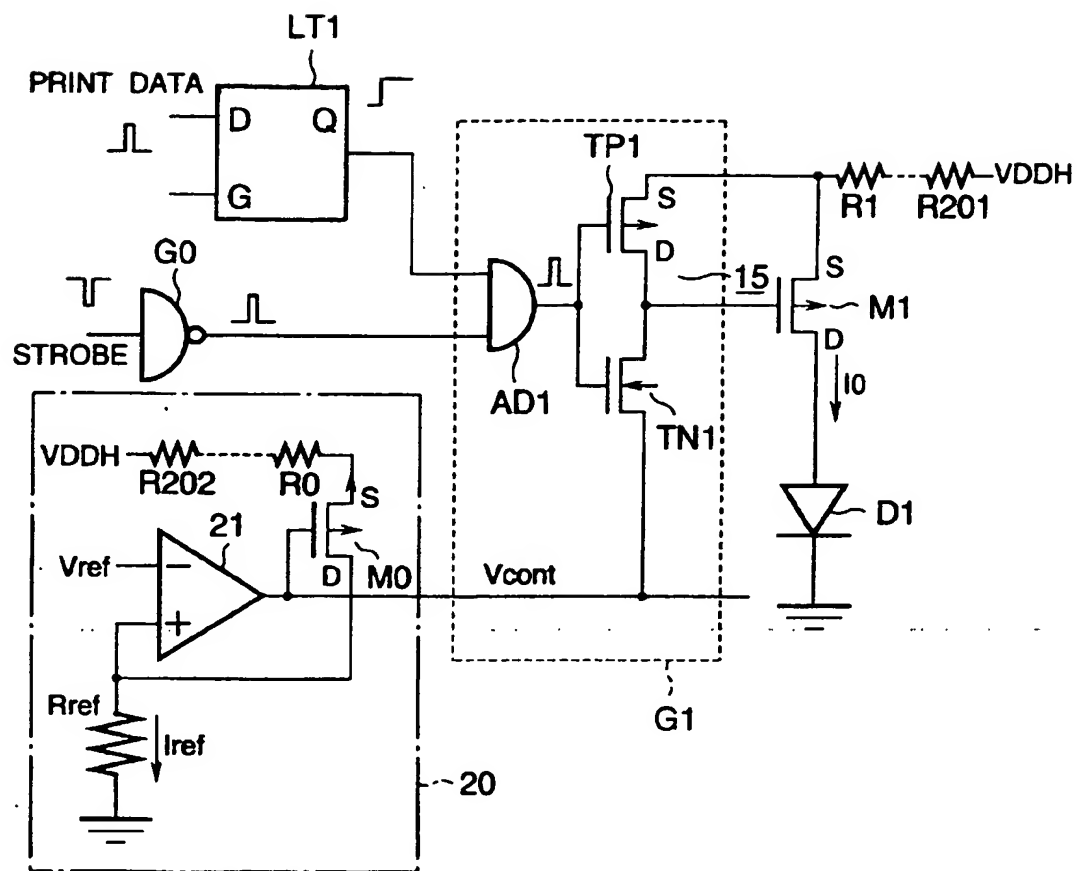 LT1
PRINT DATA
D Q
G
TP1
S
D
R1
R201
VDDH
G0
STROBE
AD1
15
S
M1
D
I0
TN1
VDDH
R202
R0
S
21
Vref
−
+
D
M0
Vcont
D1
Rref
Iref
G1
20